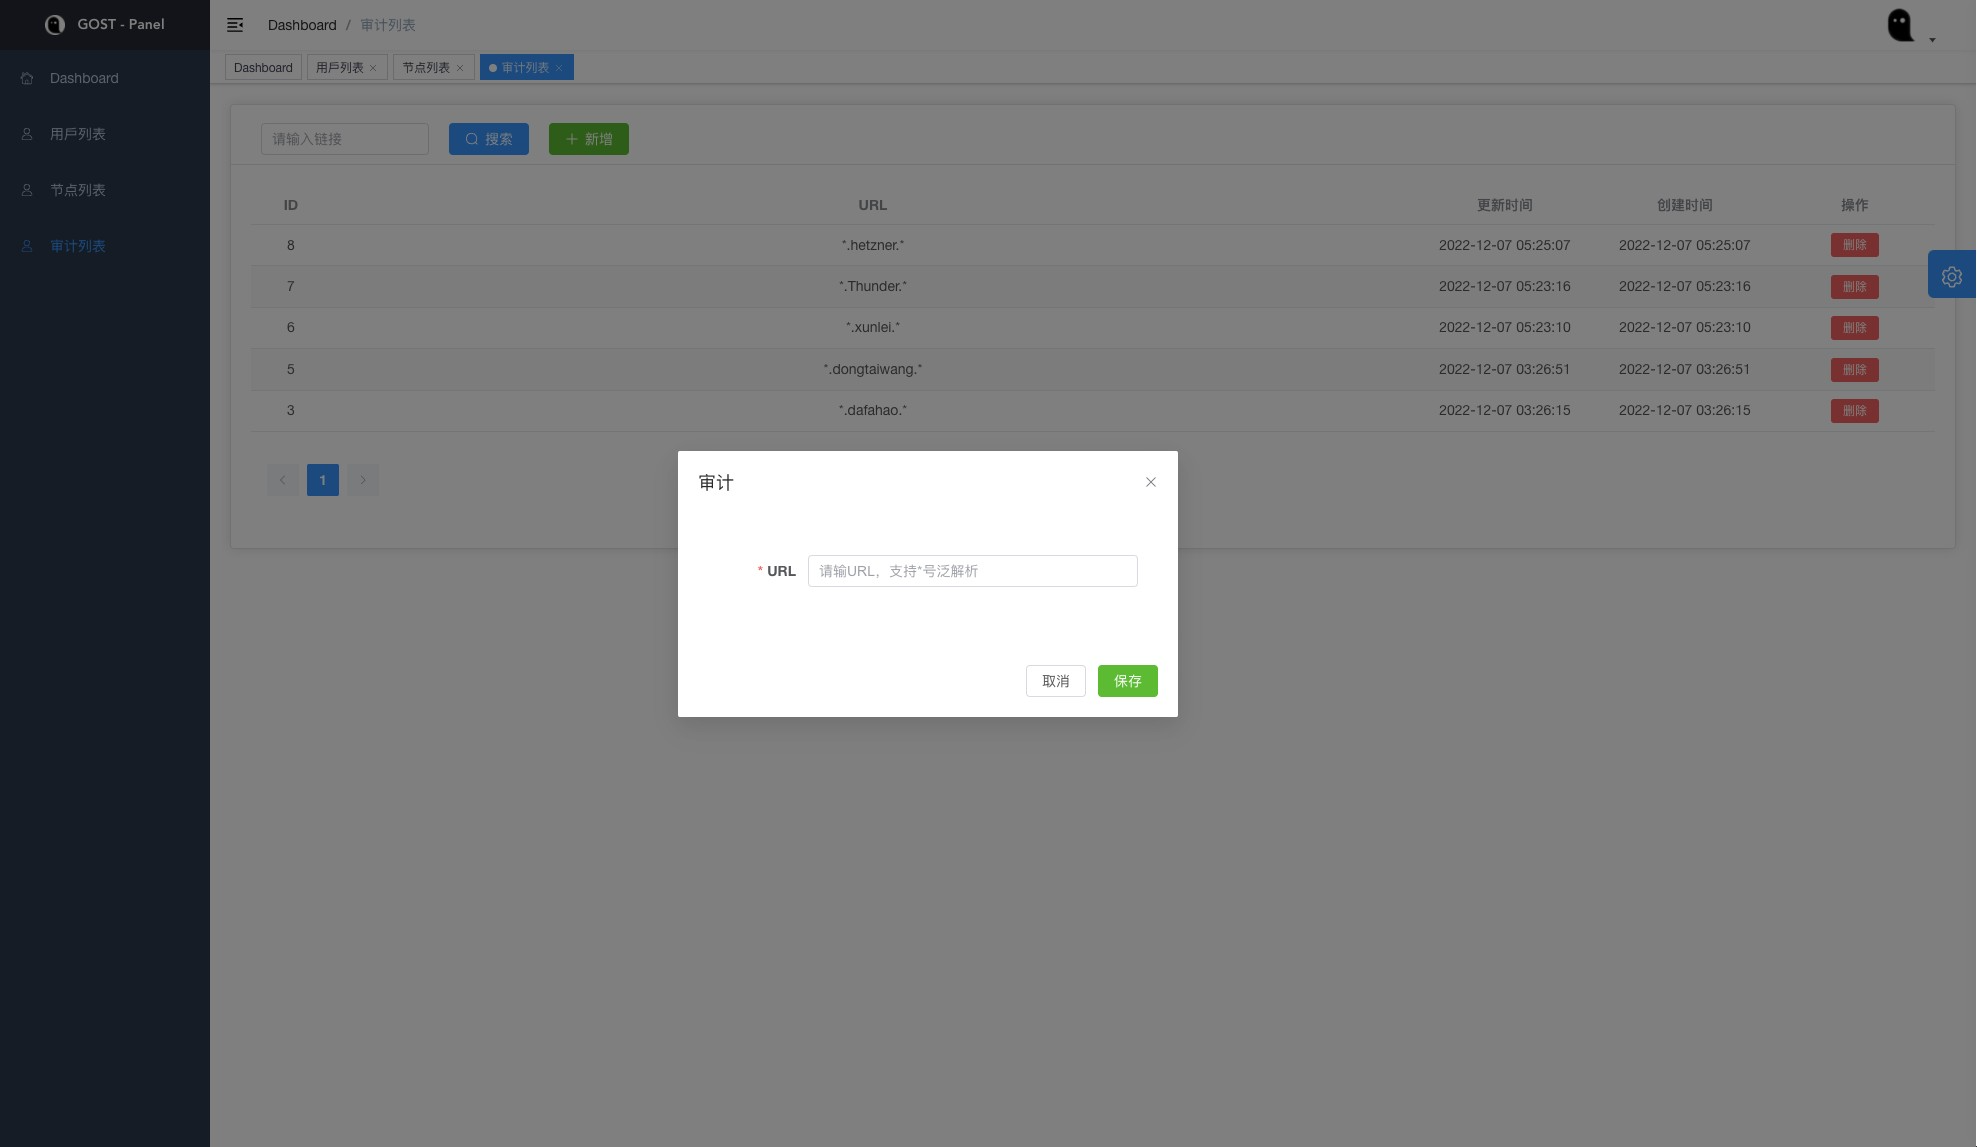 GOST - Panel
Dashboard / 审计列表
Dashboard
用戶列表
节点列表
审计列表
Dashboard
用戶列表
节点列表
审计列表
请输入链接
搜索
新增
ID URL 更新时间 创建时间 操作
8 *.hetzner.* 2022-12-07 05:25:07 2022-12-07 05:25:07 删除
7 *.Thunder.* 2022-12-07 05:23:16 2022-12-07 05:23:16 删除
6 *.xunlei.* 2022-12-07 05:23:10 2022-12-07 05:23:10 删除
5 *.dongtaiwang.* 2022-12-07 03:26:51 2022-12-07 03:26:51 删除
3 *.dafahao.* 2022-12-07 03:26:15 2022-12-07 03:26:15 删除
1
审计
* URL 请输URL，支持*号泛解析
取消 保存